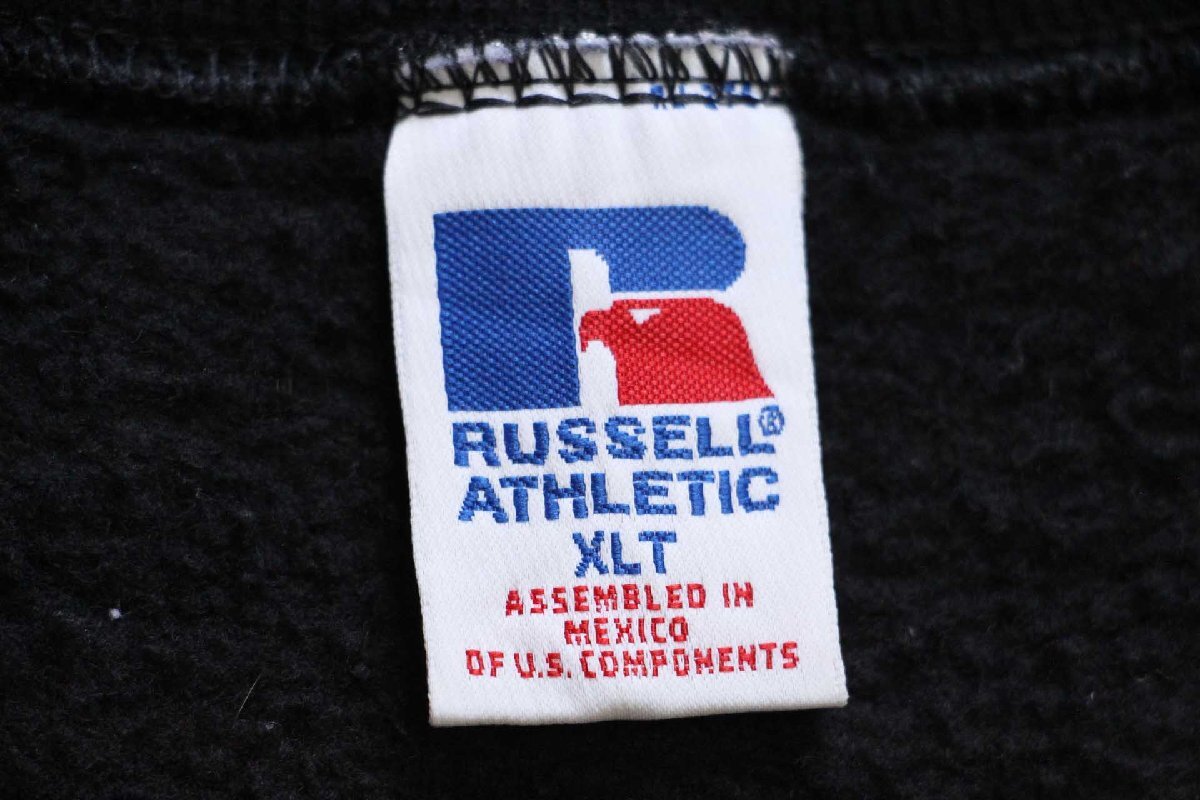 RUSSELL®
ATHLETIC
XLT
ASSEMBLED IN
MEXICO
OF U.S. COMPONENTS